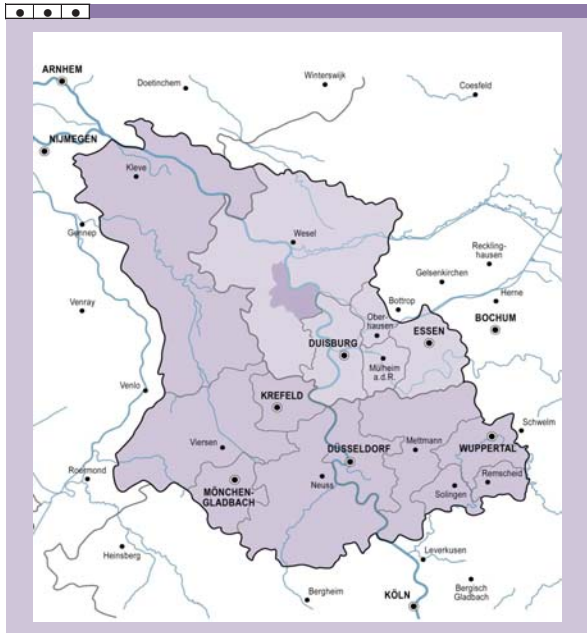 ARNHEM
Doetinchem
Winterswijk
Coesfeld
NIJMEGEN
Kleve
Gennep
Wesel
Reckling-
hausen
Gelsenkirchen
Herne
Bottrop
Venray
Ober-
hausen
BOCHUM
ESSEN
DUISBURG
Mülheim
a.d.R.
Venlo
KREFELD
Schwelm
Viersen
Mettmann
WUPPERTAL
DÜSSELDORF
Roermond
Neuss
Remscheid
MÖNCHEN-
GLADBACH
Solingen
Heinsberg
Leverkusen
Bergheim
Bergisch
Gladbach
KÖLN